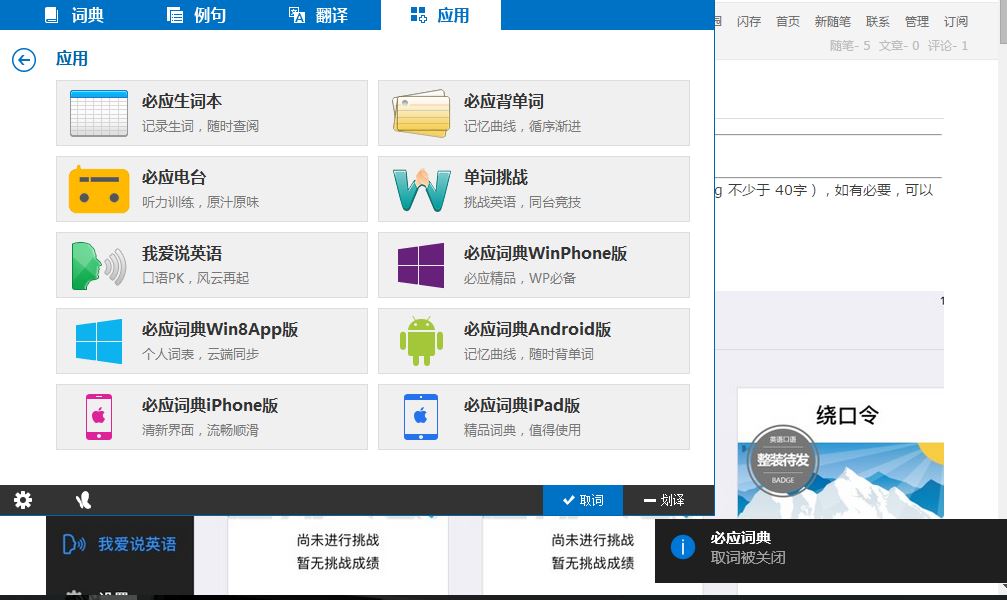 词典 例句 翻译 应用
闪存 首页 新随笔 联系 管理 订阅
随笔- 5 文章- 0 评论- 1
应用
必应生词本
记录生词，随时查阅
必应背单词
记忆曲线，循序渐进
必应电台
听力训练，原汁原味
单词挑战
挑战英语，同台竞技
我爱说英语
口语PK，风云再起
必应词典WinPhone版
必应精品，WP必备
必应词典Win8App版
个人词表，云端同步
必应词典Android版
记忆曲线，随时背单词
必应词典iPhone版
清新界面，流畅顺滑
必应词典iPad版
精品词典，值得使用
取词 划译
g 不少于 40字），如有必要，可以
1
绕口令
英语口语
整装待发
BADGE
我爱说英语
设置
尚未进行挑战
暂无挑战成绩
尚未进行挑战
暂无挑战成绩
必应词典
取词被关闭